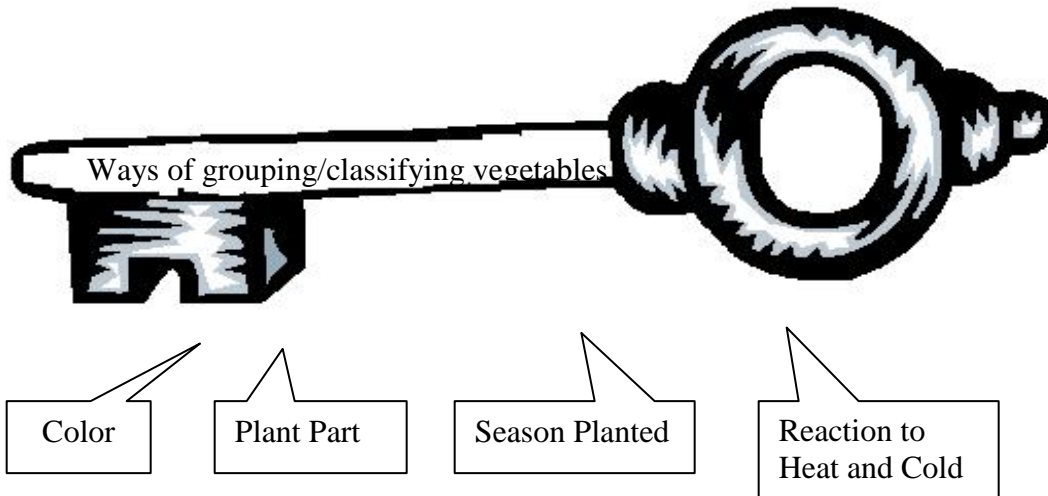 Ways of grouping/classifying vegetables
Color
Plant Part
Season Planted
Reaction to
Heat and Cold